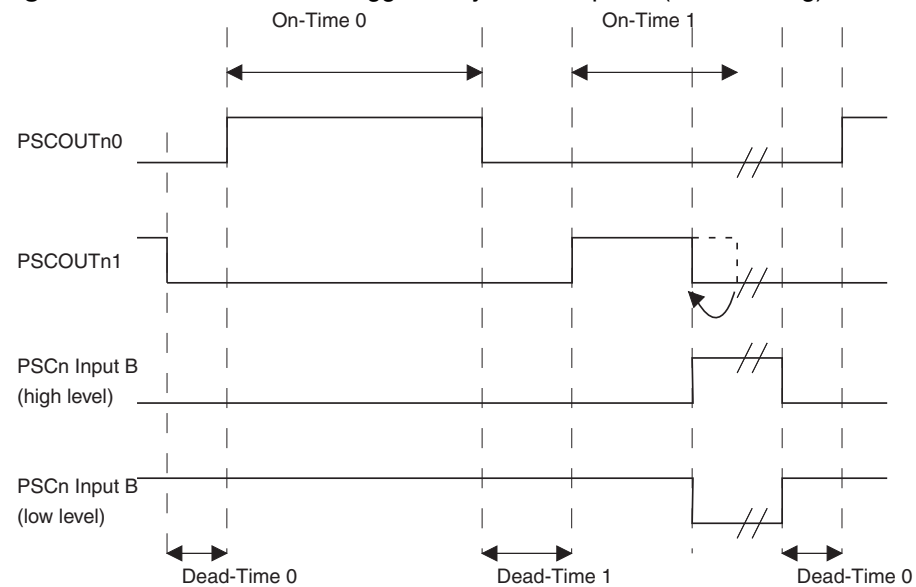 On-Time 0
On-Time 1
PSCOUTn0
PSCOUTn1
PSCn Input B
(high level)
PSCn Input B
(low level)
Dead-Time 0
Dead-Time 1
Dead-Time 0